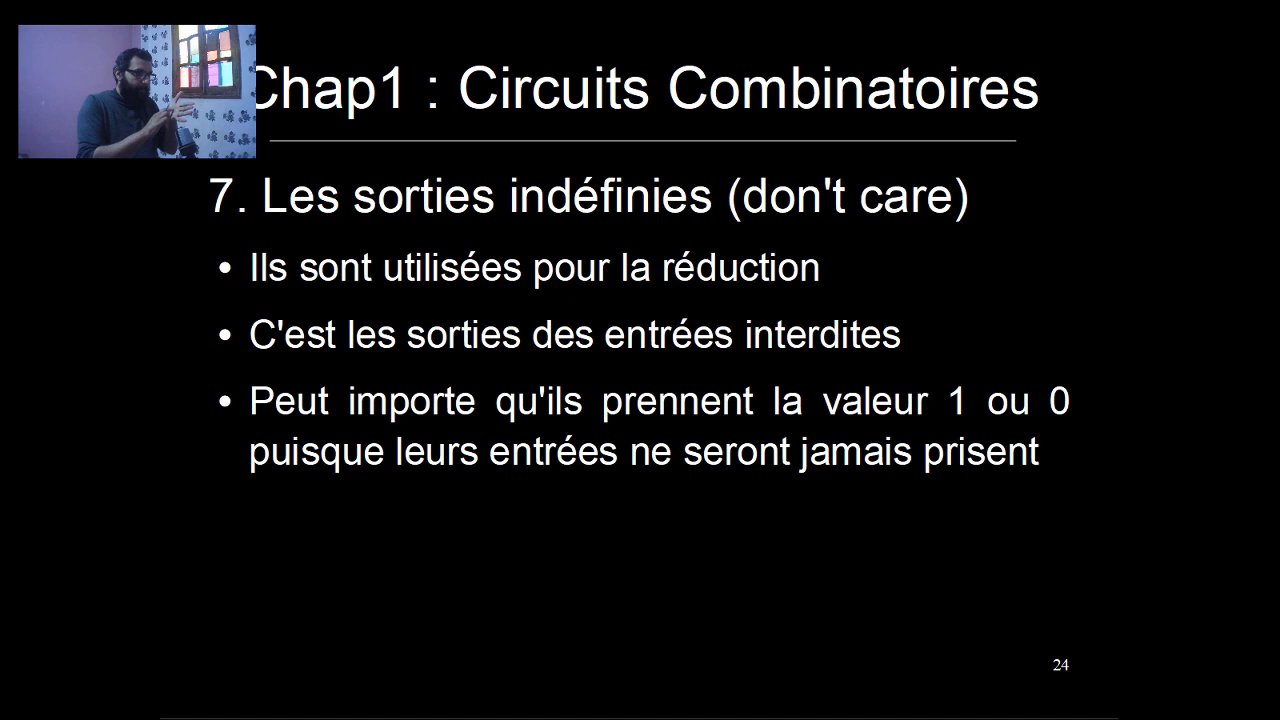 Chap1 : Circuits Combinatoires
7. Les sorties indéfinies (don't care)
• Ils sont utilisées pour la réduction
• C'est les sorties des entrées interdites
• Peut importe qu'ils prennent la valeur 1 ou 0
puisque leurs entrées ne seront jamais prisent
24